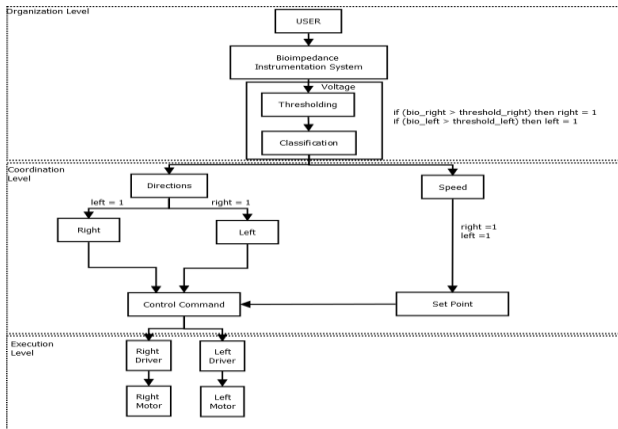 Organization Level
USER
Bioimpedance
Instrumentation System
Voltage
Thresholding
if (bio_right > threshold_right) then right = 1
if (bio_left > threshold_left) then left = 1
Classification
Coordination
Level
Directions
Speed
left = 1
right = 1
Right
Left
right =1
left =1
Control Command
Set Point
Execution
Level
Right
Driver
Left
Driver
Right
Motor
Left
Motor